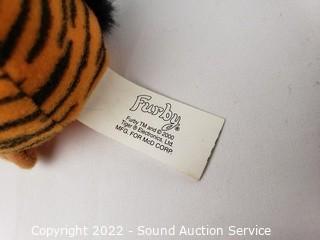 Furby®
Furby TM and © 2000
Tiger ® Electronics, Ltd.
MFG. FOR McD CORP.
Copyright 2022 - Sound Auction Service